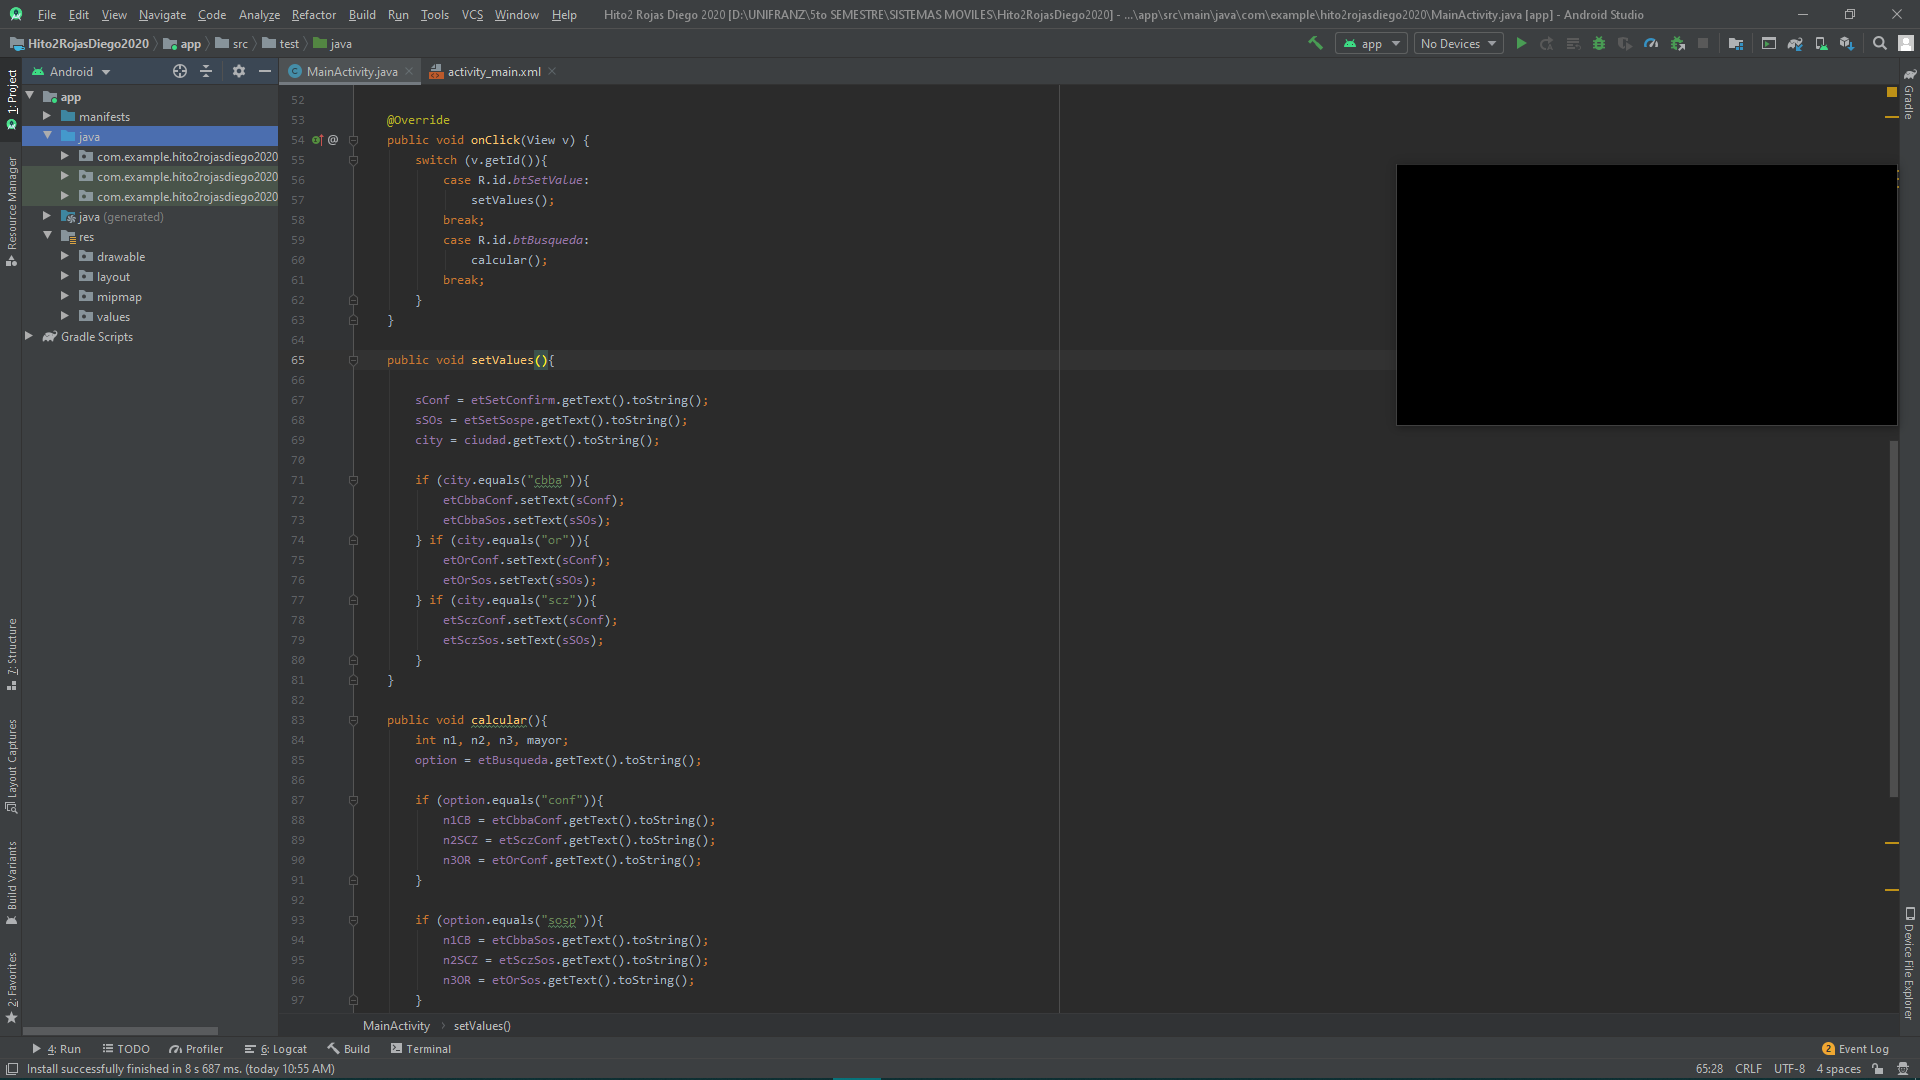 File Edit View Navigate Code Analyze Refactor Build Run Tools VCS Window Help Hito2 Rojas Diego 2020 [D:\UNIFRANZ\5to SEMESTRE\SISTEMAS MOVILES\Hito2RojasDiego2020] - ...\app\src\main\java\com\example\hito2rojasdiego2020\MainActivity.java [app] - Android Studio
Hito2RojasDiego2020 app src test java app No Devices
Android MainActivity.java activity_main.xml
1: Project
Resource Manager
7: Structure
Layout Captures
Build Variants
2: Favorites
app
manifests
java
com.example.hito2rojasdiego2020
com.example.hito2rojasdiego2020
com.example.hito2rojasdiego2020
java (generated)
res
drawable
layout
mipmap
values
Gradle Scripts
52
53 @Override
54 @ public void onClick(View v) {
55 switch (v.getId()){
56 case R.id.btSetValue:
57 setValues();
58 break;
59 case R.id.btBusqueda:
60 calcular();
61 break;
62 }
63 }
64
65 public void setValues(){
66
67 sConf = etSetConfirm.getText().toString();
68 sSOs = etSetSospe.getText().toString();
69 city = ciudad.getText().toString();
70
71 if (city.equals("cbba")){
72 etCbbaConf.setText(sConf);
73 etCbbaSos.setText(sSOs);
74 } if (city.equals("or")){
75 etOrConf.setText(sConf);
76 etOrSos.setText(sSOs);
77 } if (city.equals("scz")){
78 etSczConf.setText(sConf);
79 etSczSos.setText(sSOs);
80 }
81 }
82
83 public void calcular(){
84 int n1, n2, n3, mayor;
85 option = etBusqueda.getText().toString();
86
87 if (option.equals("conf")){
88 n1CB = etCbbaConf.getText().toString();
89 n2SCZ = etSczConf.getText().toString();
90 n3OR = etOrConf.getText().toString();
91 }
92
93 if (option.equals("sosp")){
94 n1CB = etCbbaSos.getText().toString();
95 n2SCZ = etSczSos.getText().toString();
96 n3OR = etOrSos.getText().toString();
97 }
MainActivity setValues()
Gradle
Device File Explorer
4: Run TODO Profiler 6: Logcat Build Terminal 2 Event Log
Install successfully finished in 8 s 687 ms. (today 10:55 AM) 65:28 CRLF UTF-8 4 spaces